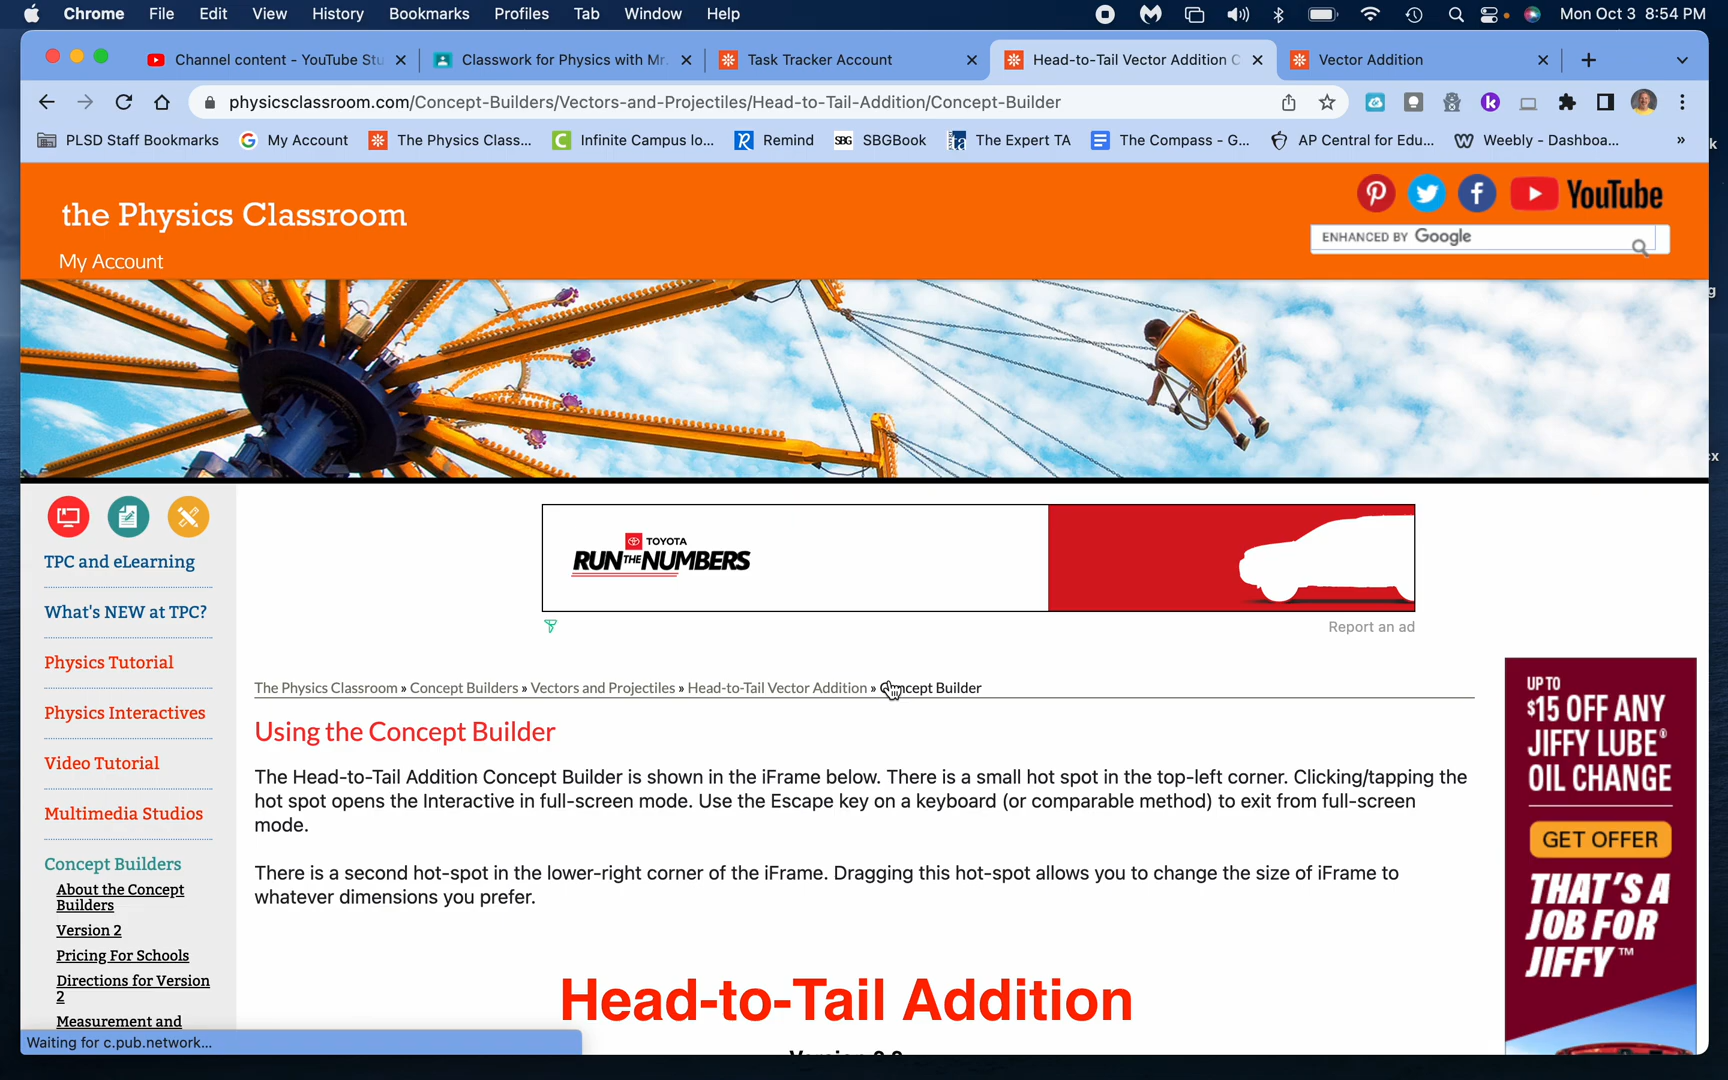 Chrome File Edit View History Bookmarks Profiles Tab Window Help Mon Oct 3 8:54 PM
Channel content - YouTube Stu Classwork for Physics with Mr. Task Tracker Account Head-to-Tail Vector Addition C Vector Addition
physicsclassroom.com/Concept-Builders/Vectors-and-Projectiles/Head-to-Tail-Addition/Concept-Builder
PLSD Staff Bookmarks My Account The Physics Class... Infinite Campus lo... Remind SBG SBGBook The Expert TA The Compass - G... AP Central for Edu... Weebly - Dashboa... »
the Physics Classroom
YouTube
ENHANCED BY Google
My Account
TOYOTA
RUN THE NUMBERS
Report an ad
TPC and eLearning
What's NEW at TPC?
Physics Tutorial
Physics Interactives
Video Tutorial
Multimedia Studios
Concept Builders
About the Concept
Builders
Version 2
Pricing For Schools
Directions for Version
2
Measurement and
Waiting for c.pub.network...
The Physics Classroom » Concept Builders » Vectors and Projectiles » Head-to-Tail Vector Addition » Concept Builder
Using the Concept Builder
The Head-to-Tail Addition Concept Builder is shown in the iFrame below. There is a small hot spot in the top-left corner. Clicking/tapping the
hot spot opens the Interactive in full-screen mode. Use the Escape key on a keyboard (or comparable method) to exit from full-screen
mode.
There is a second hot-spot in the lower-right corner of the iFrame. Dragging this hot-spot allows you to change the size of iFrame to
whatever dimensions you prefer.
Head-to-Tail Addition
UP TO
$15 OFF ANY
JIFFY LUBE®
OIL CHANGE
GET OFFER
THAT'S A
JOB FOR
JIFFY™